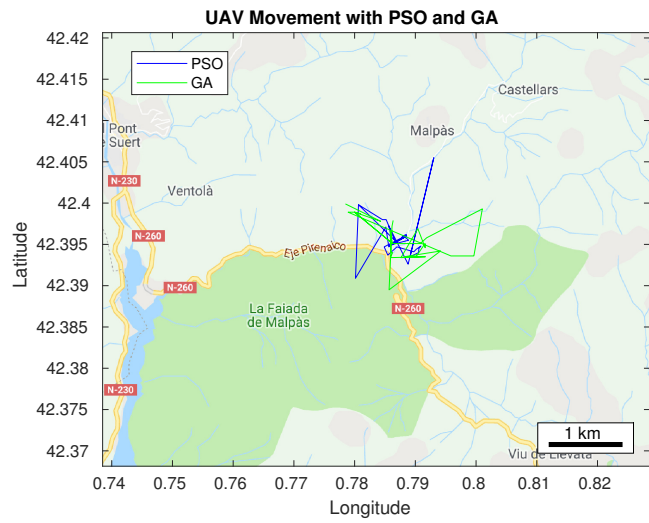 UAV Movement with PSO and GA
42.42
42.415
42.41
42.405
42.4
42.395
42.39
42.385
42.38
42.375
42.37
Latitude
PSO
GA
Castellars
Malpàs
l Pont
e Suert
N-230
Ventolà
N-260
Eje Pirenaico
N-260
La Faiada
de Malpàs
N-260
N-230
1 km
Viu de Llevata
0.74
0.75
0.76
0.77
0.78
0.79
0.8
0.81
0.82
Longitude